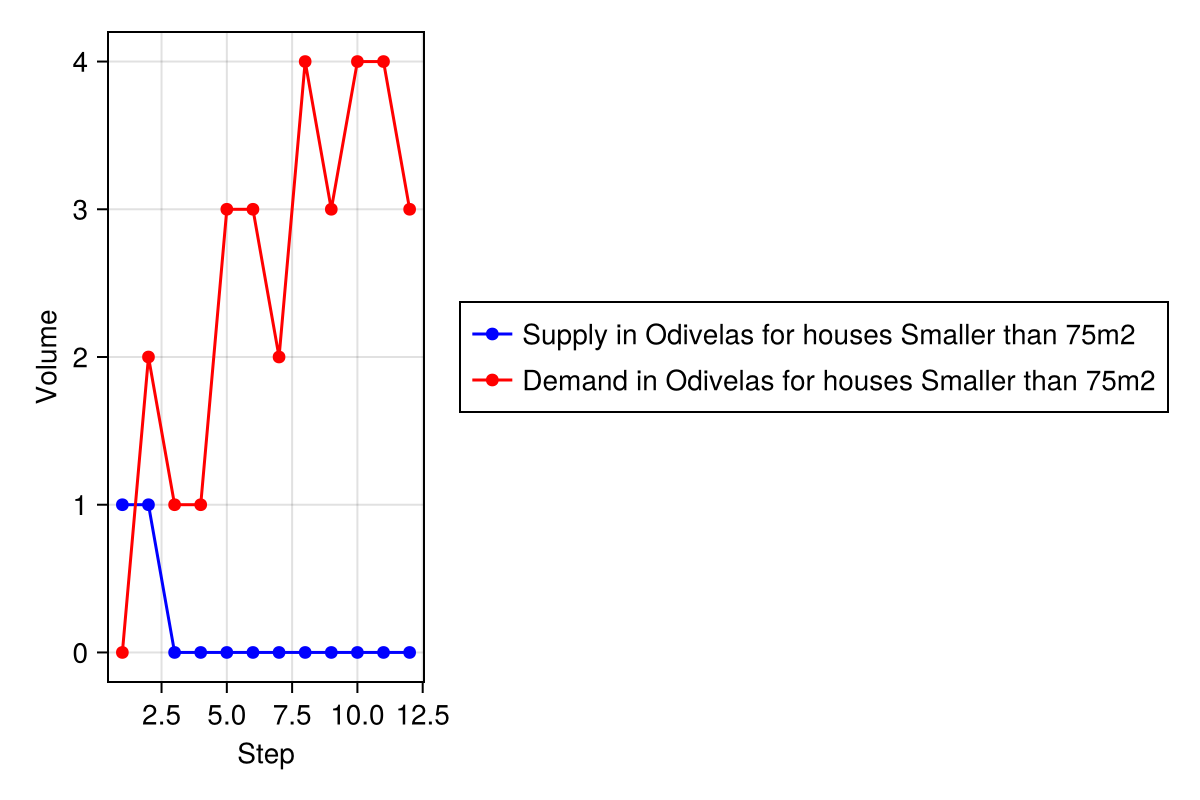 4
3
2
1
0
Volume
2.5 5.0 7.5 10.0 12.5
Step
Supply in Odivelas for houses Smaller than 75m2
Demand in Odivelas for houses Smaller than 75m2